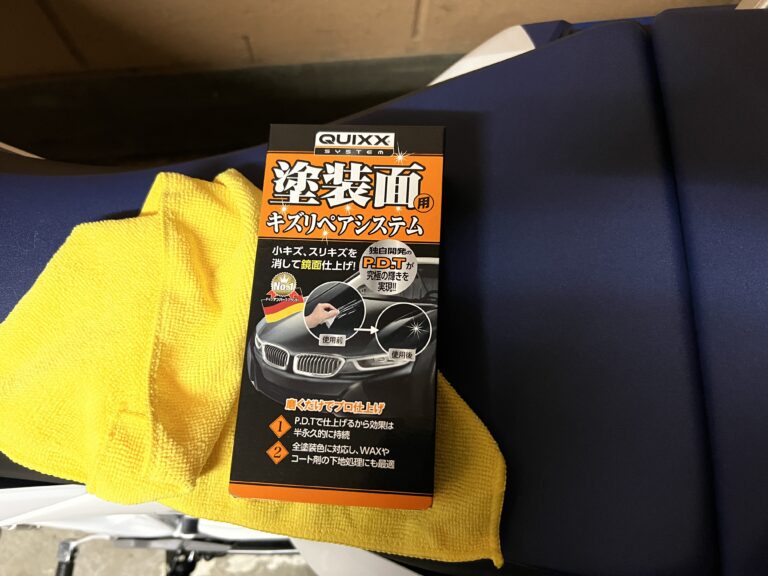 QUIXX
SYSTEM
塗装面用
キズリペアシステム
小キズ、スリキズを
消して鏡面仕上げ!
独自開発の
P.D.Tが
究極の輝きを
実現!!
No.1
使用前
使用後
磨くだけでプロ仕上げ
1 P.D.Tで仕上げるから効果は
半永久的に持続
2 全塗装色に対応し、WAXや
コート剤の下地処理にも最適